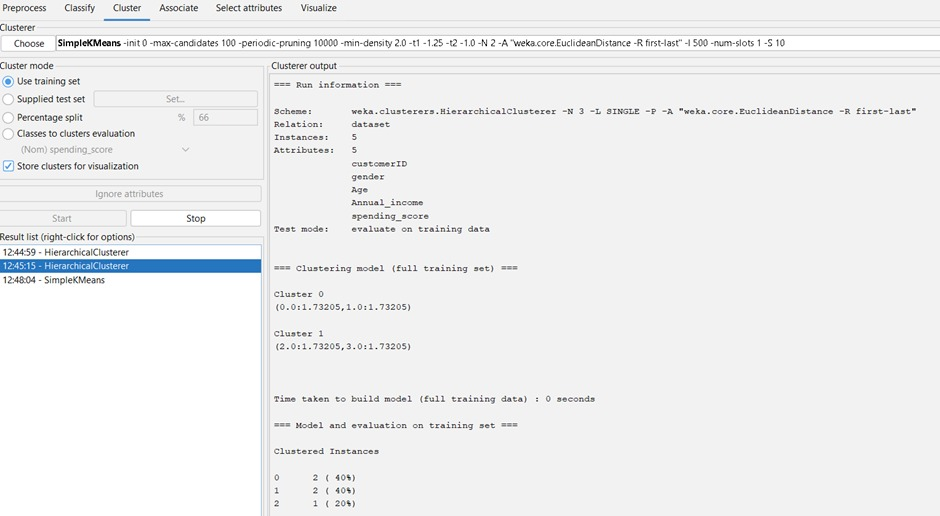 Preprocess Classify Cluster Associate Select attributes Visualize
Clusterer
Choose SimpleKMeans -init 0 -max-candidates 100 -periodic-pruning 10000 -min-density 2.0 -t1 -1.25 -t2 -1.0 -N 2 -A "weka.core.EuclideanDistance -R first-last" -I 500 -num-slots 1 -S 10
Cluster mode
Use training set
Supplied test set Set...
Percentage split % 66
Classes to clusters evaluation
(Nom) spending_score
Store clusters for visualization
Ignore attributes
Start Stop
Result list (right-click for options)
12:44:59 - HierarchicalClusterer
12:45:15 - HierarchicalClusterer
12:48:04 - SimpleKMeans
Clusterer output
=== Run information ===
Scheme: weka.clusterers.HierarchicalClusterer -N 3 -L SINGLE -P -A "weka.core.EuclideanDistance -R first-last"
Relation: dataset
Instances: 5
Attributes: 5
customerID
gender
Age
Annual_income
spending_score
Test mode: evaluate on training data
=== Clustering model (full training set) ===
Cluster 0
(0.0:1.73205,1.0:1.73205)
Cluster 1
(2.0:1.73205,3.0:1.73205)
Time taken to build model (full training data) : 0 seconds
=== Model and evaluation on training set ===
Clustered Instances
0 2 ( 40%)
1 2 ( 40%)
2 1 ( 20%)